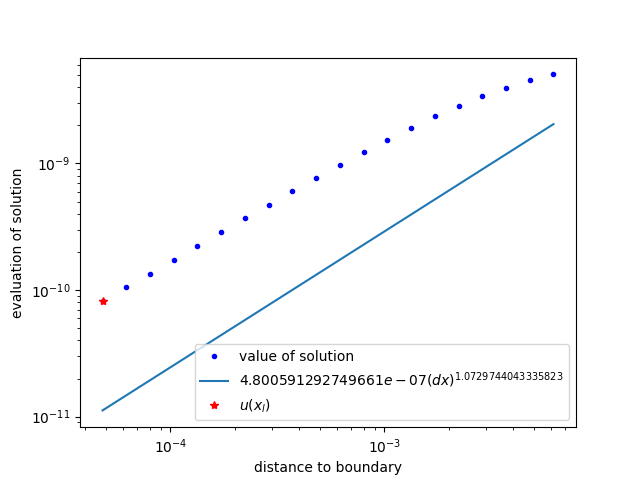 evaluation of solution
10⁻⁹
10⁻¹⁰
10⁻¹¹
value of solution
4.800591292749661e − 07(dx)^1.0729744043335823
u(x_l)
10⁻⁴
10⁻³
distance to boundary